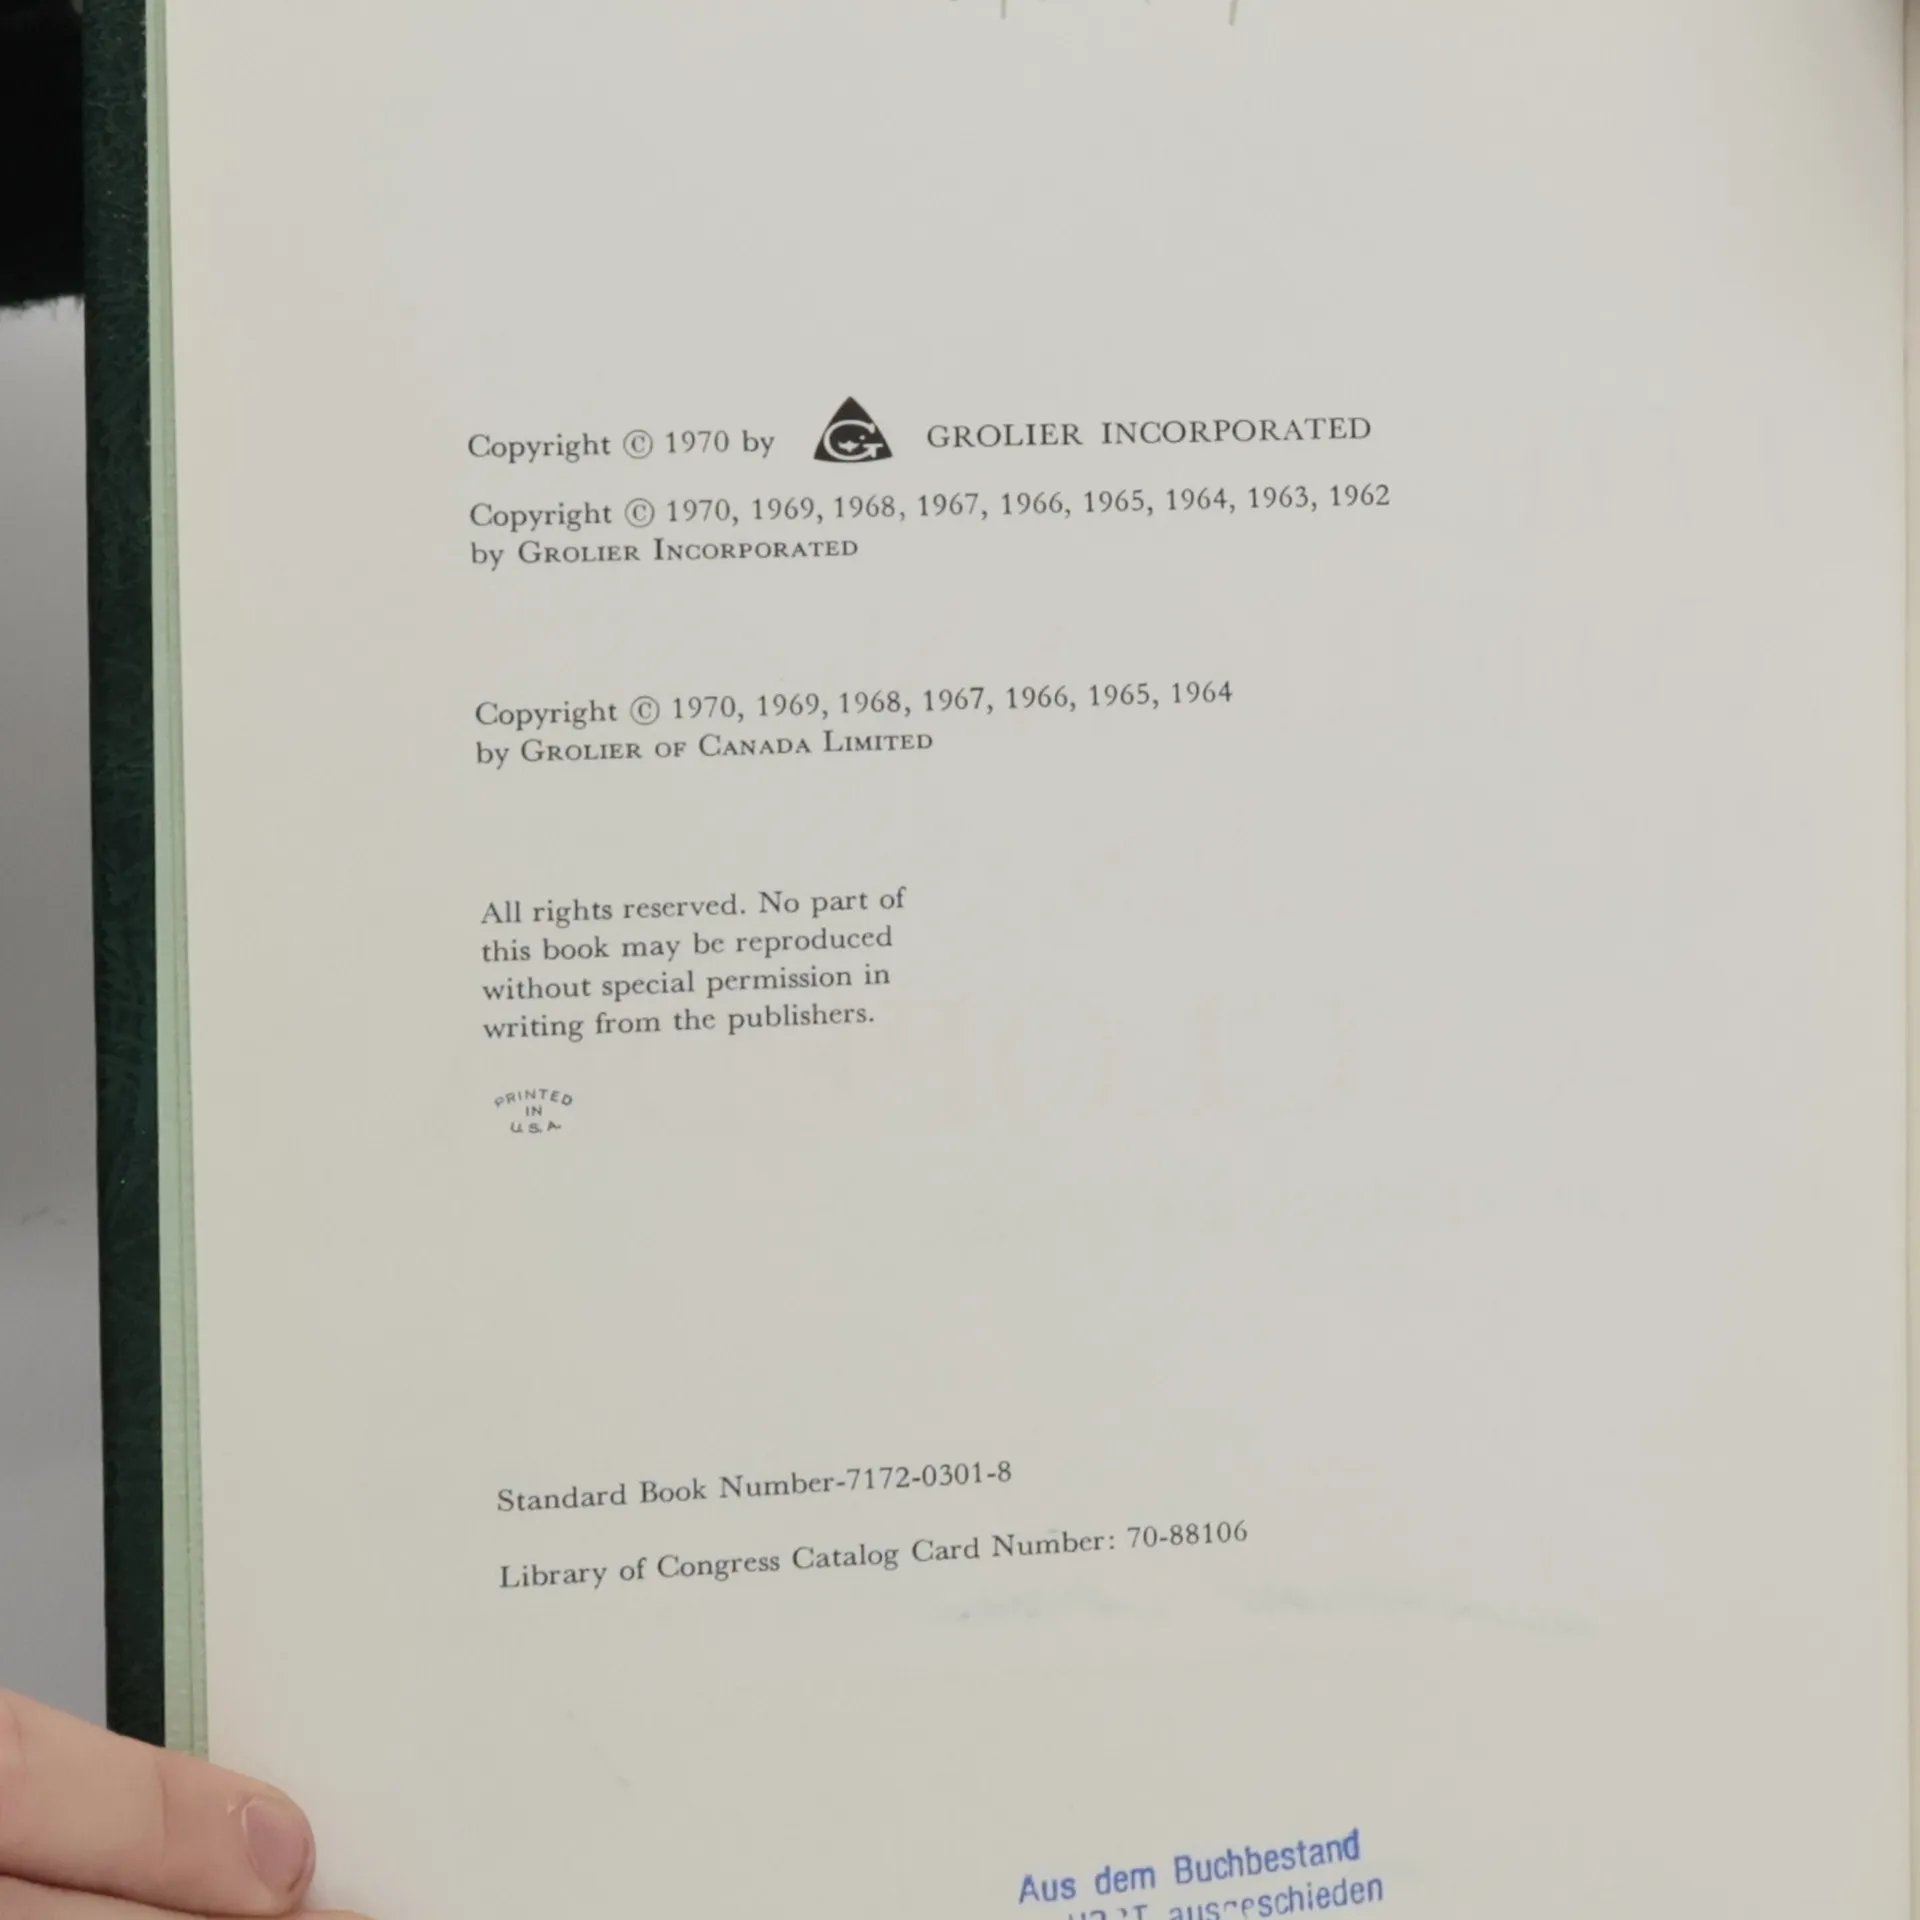 Copyright © 1970 by G GROLIER INCORPORATED
Copyright © 1970, 1969, 1968, 1967, 1966, 1965, 1964, 1963, 1962
by GROLIER INCORPORATED
Copyright © 1970, 1969, 1968, 1967, 1966, 1965, 1964
by GROLIER OF CANADA LIMITED
All rights reserved. No part of
this book may be reproduced
without special permission in
writing from the publishers.
PRINTED
IN
U.S.A
Standard Book Number-7172-0301-8
Library of Congress Catalog Card Number: 70-88106
Aus dem Buchbestand
ausgeschieden